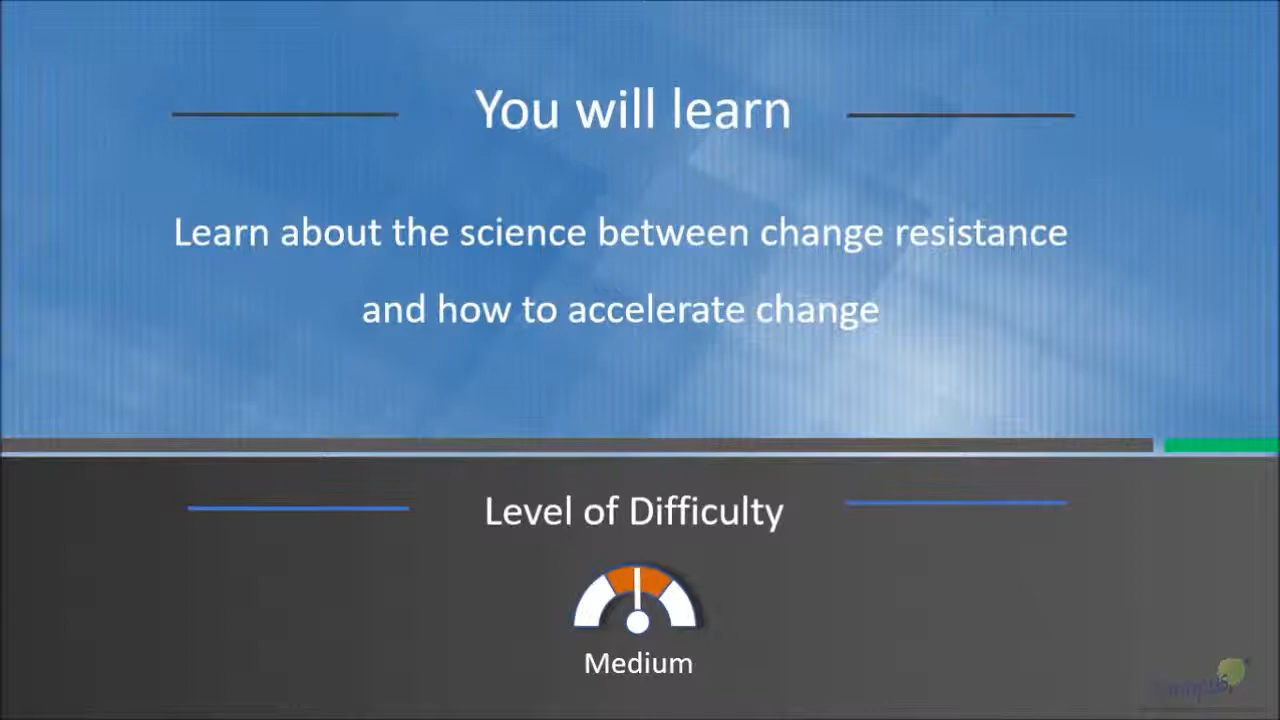 You will learn
Learn about the science between change resistance
and how to accelerate change
Level of Difficulty
Medium